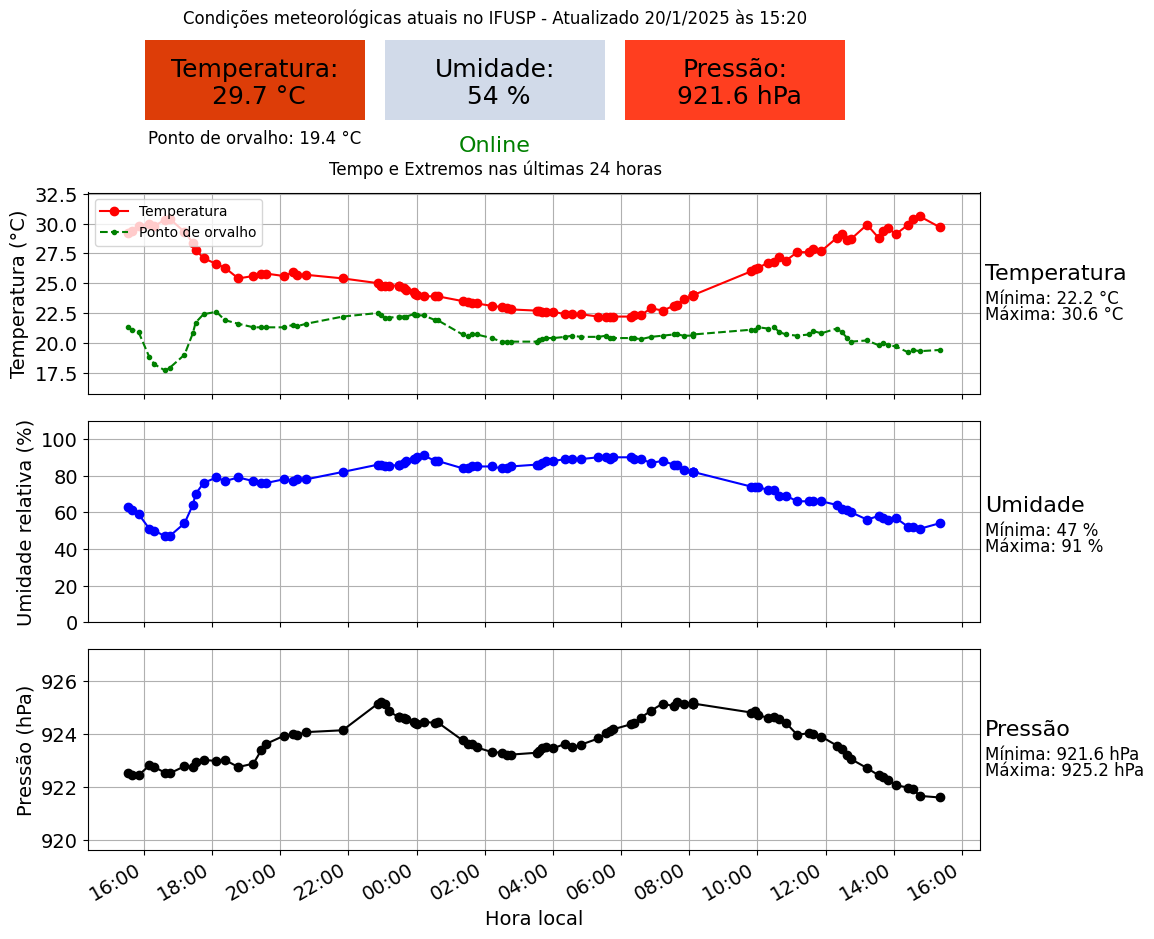 Condições meteorológicas atuais no IFUSP - Atualizado 20/1/2025 às 15:20
Temperatura:
29.7 °C
Umidade:
54 %
Pressão:
921.6 hPa
Ponto de orvalho: 19.4 °C
Online
Tempo e Extremos nas últimas 24 horas
Temperatura (°C)
32.5
30.0
27.5
25.0
22.5
20.0
17.5
Temperatura
Ponto de orvalho
Temperatura
Mínima: 22.2 °C
Máxima: 30.6 °C
Umidade relativa (%)
100
80
60
40
20
0
Umidade
Mínima: 47 %
Máxima: 91 %
Pressão (hPa)
926
924
922
920
Pressão
Mínima: 921.6 hPa
Máxima: 925.2 hPa
16:00 18:00 20:00 22:00 00:00 02:00 04:00 06:00 08:00 10:00 12:00 14:00 16:00
Hora local